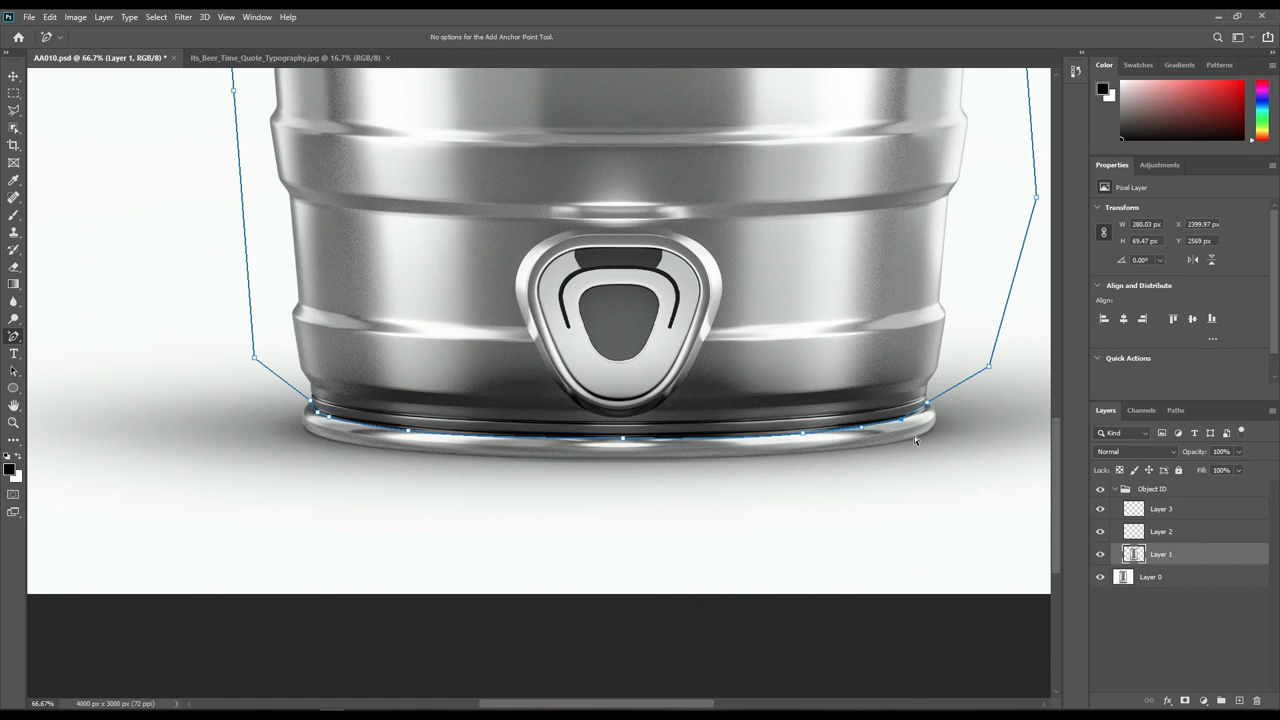 Ps File Edit Image Layer Type Select Filter 3D View Window Help
No options for the Add Anchor Point Tool.
AA010.psd @ 66.7% (Layer 1, RGB/8) *
Its_Beer_Time_Quote_Typography.jpg @ 16.7% (RGB/8)
Color Swatches Gradients Patterns
Properties Adjustments
Pixel Layer
Transform
W 280.03 px X 2399.97 px
H 69.47 px Y 2569 px
0.00°
Align and Distribute
Align:
Quick Actions
Layers Channels Paths
Kind
Normal Opacity: 100%
Lock: Fill: 100%
Object ID
Layer 3
Layer 2
Layer 1
Layer 0
66.67% 4000 px x 3000 px (72 ppi)